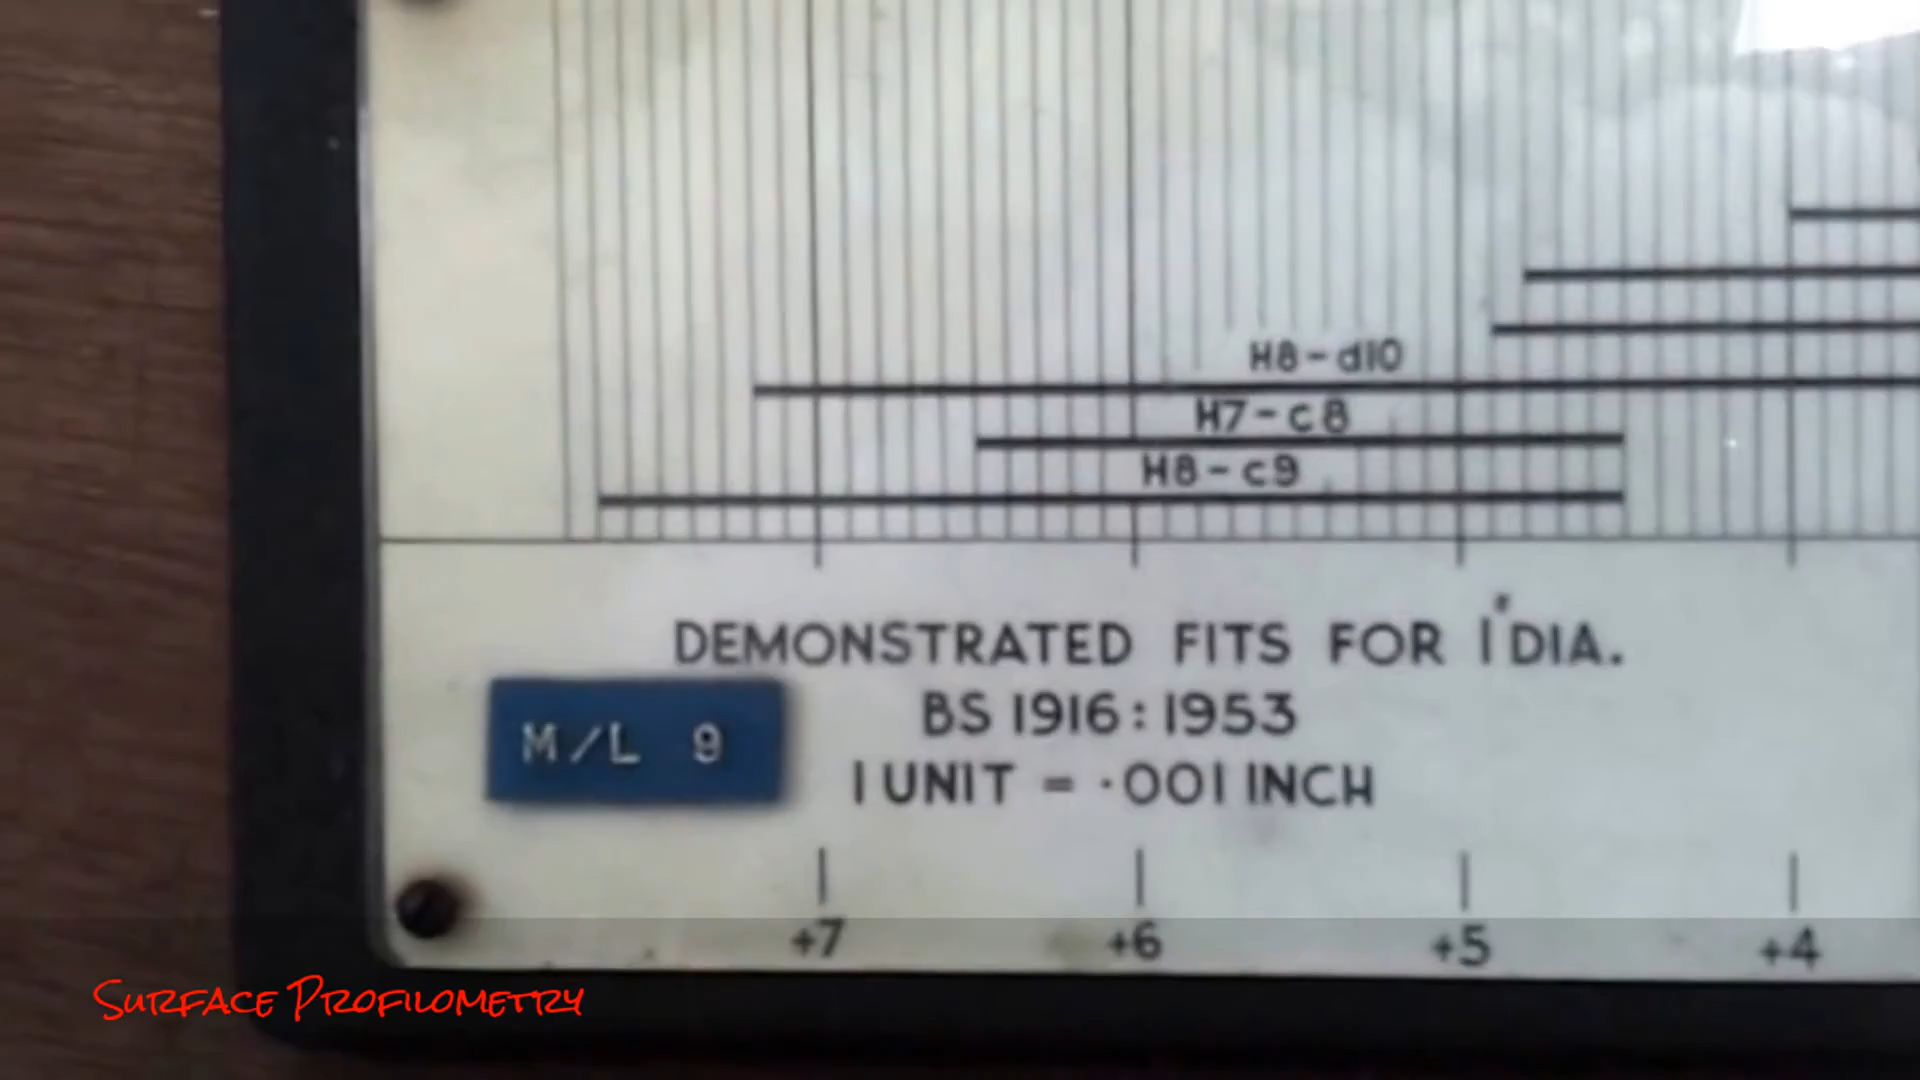 H8-d10
H7-c8
H8-c9
DEMONSTRATED FITS FOR 1" DIA.
BS 1916:1953
M/L 9
1 UNIT = .001 INCH
+7 +6 +5 +4
SURFACE PROFILOMETRY